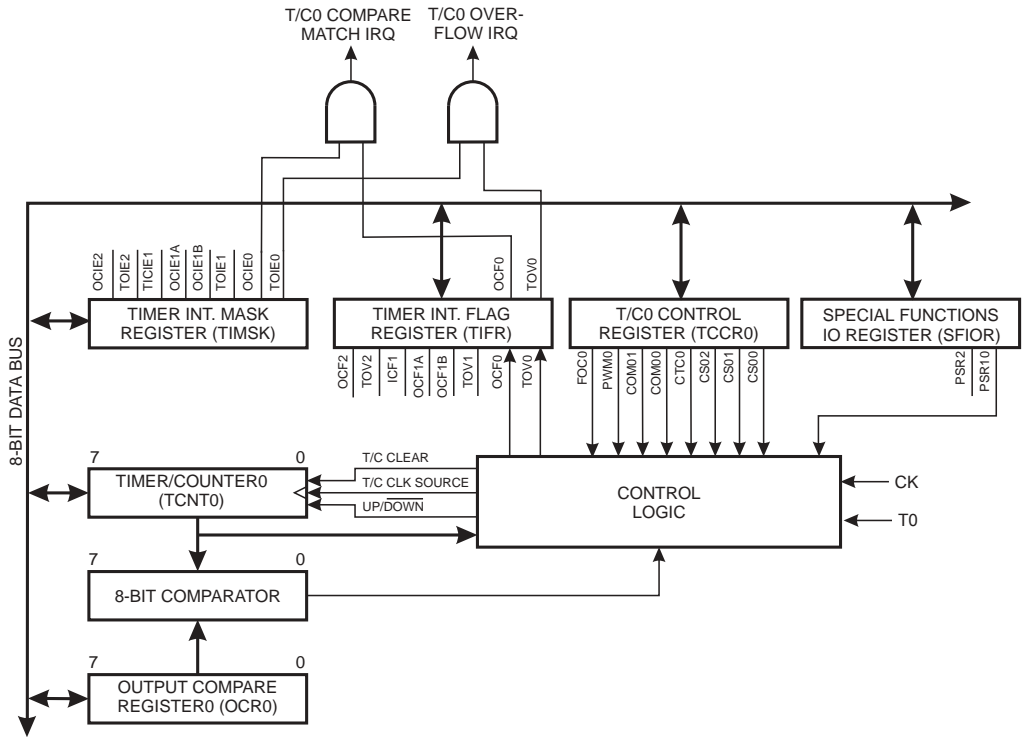 T/C0 COMPARE
MATCH IRQ
T/C0 OVER-
FLOW IRQ
8-BIT DATA BUS
OCIE2
TOIE2
TICIE1
OCIE1A
OCIE1B
TOIE1
OCIE0
TOIE0
OCF0
TOV0
TIMER INT. MASK
REGISTER (TIMSK)
TIMER INT. FLAG
REGISTER (TIFR)
T/C0 CONTROL
REGISTER (TCCR0)
SPECIAL FUNCTIONS
IO REGISTER (SFIOR)
OCF2
TOV2
ICF1
OCF1A
OCF1B
TOV1
OCF0
TOV0
FOC0
PWM0
COM01
COM00
CTC0
CS02
CS01
CS00
PSR2
PSR10
7 0
TIMER/COUNTER0
(TCNT0)
T/C CLEAR
T/C CLK SOURCE
UP/DOWN
CONTROL
LOGIC
CK
T0
7 0
8-BIT COMPARATOR
7 0
OUTPUT COMPARE
REGISTER0 (OCR0)